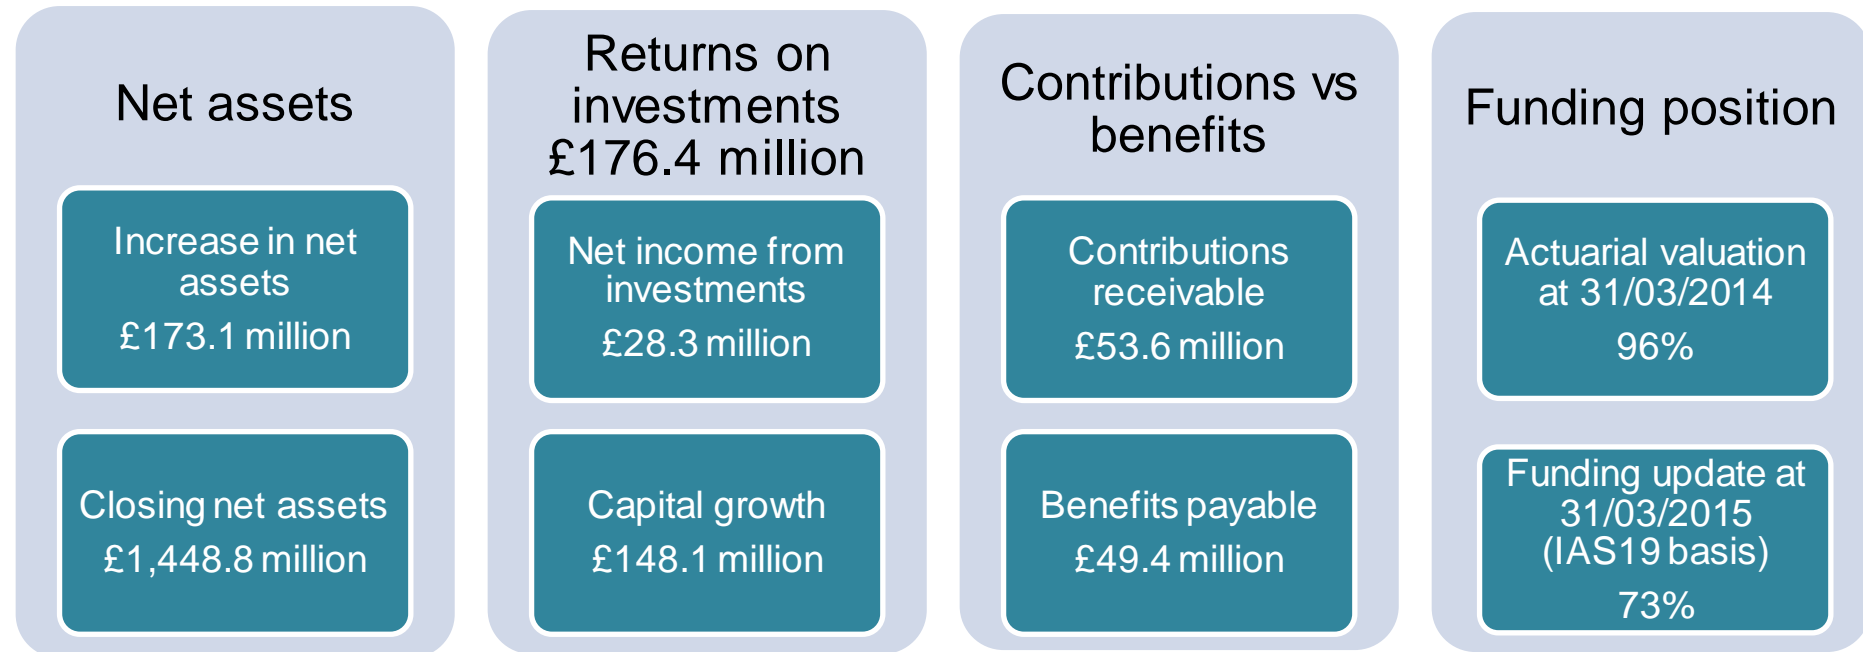 Net assets
Increase in net
assets
£173.1 million
Closing net assets
£1,448.8 million
Returns on
investments
£176.4 million
Net income from
investments
£28.3 million
Capital growth
£148.1 million
Contributions vs
benefits
Contributions
receivable
£53.6 million
Benefits payable
£49.4 million
Funding position
Actuarial valuation
at 31/03/2014
96%
Funding update at
31/03/2015
(IAS19 basis)
73%